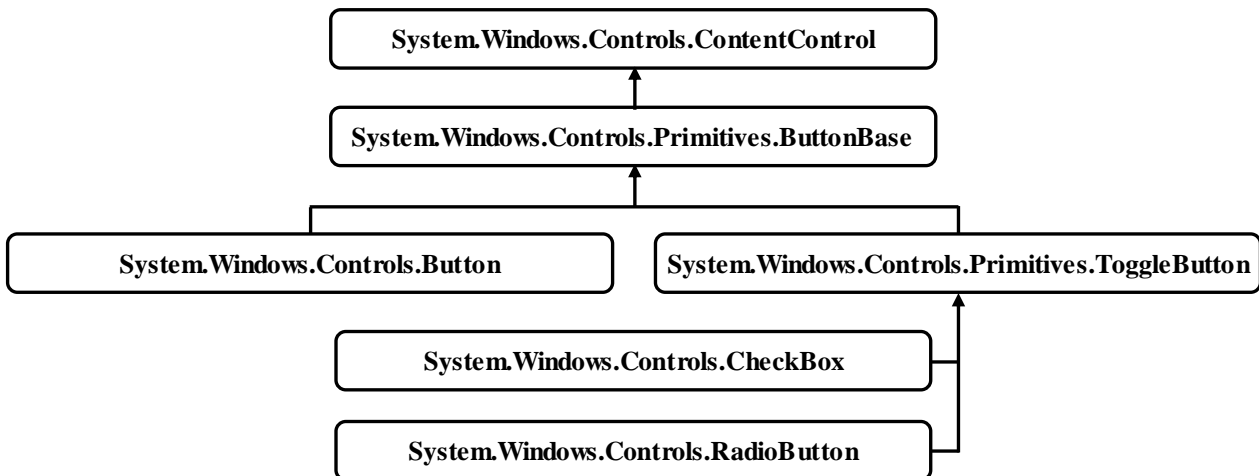 System.Windows.Controls.ContentControl
System.Windows.Controls.Primitives.ButtonBase
System.Windows.Controls.Button
System.Windows.Controls.Primitives.ToggleButton
System.Windows.Controls.CheckBox
System.Windows.Controls.RadioButton